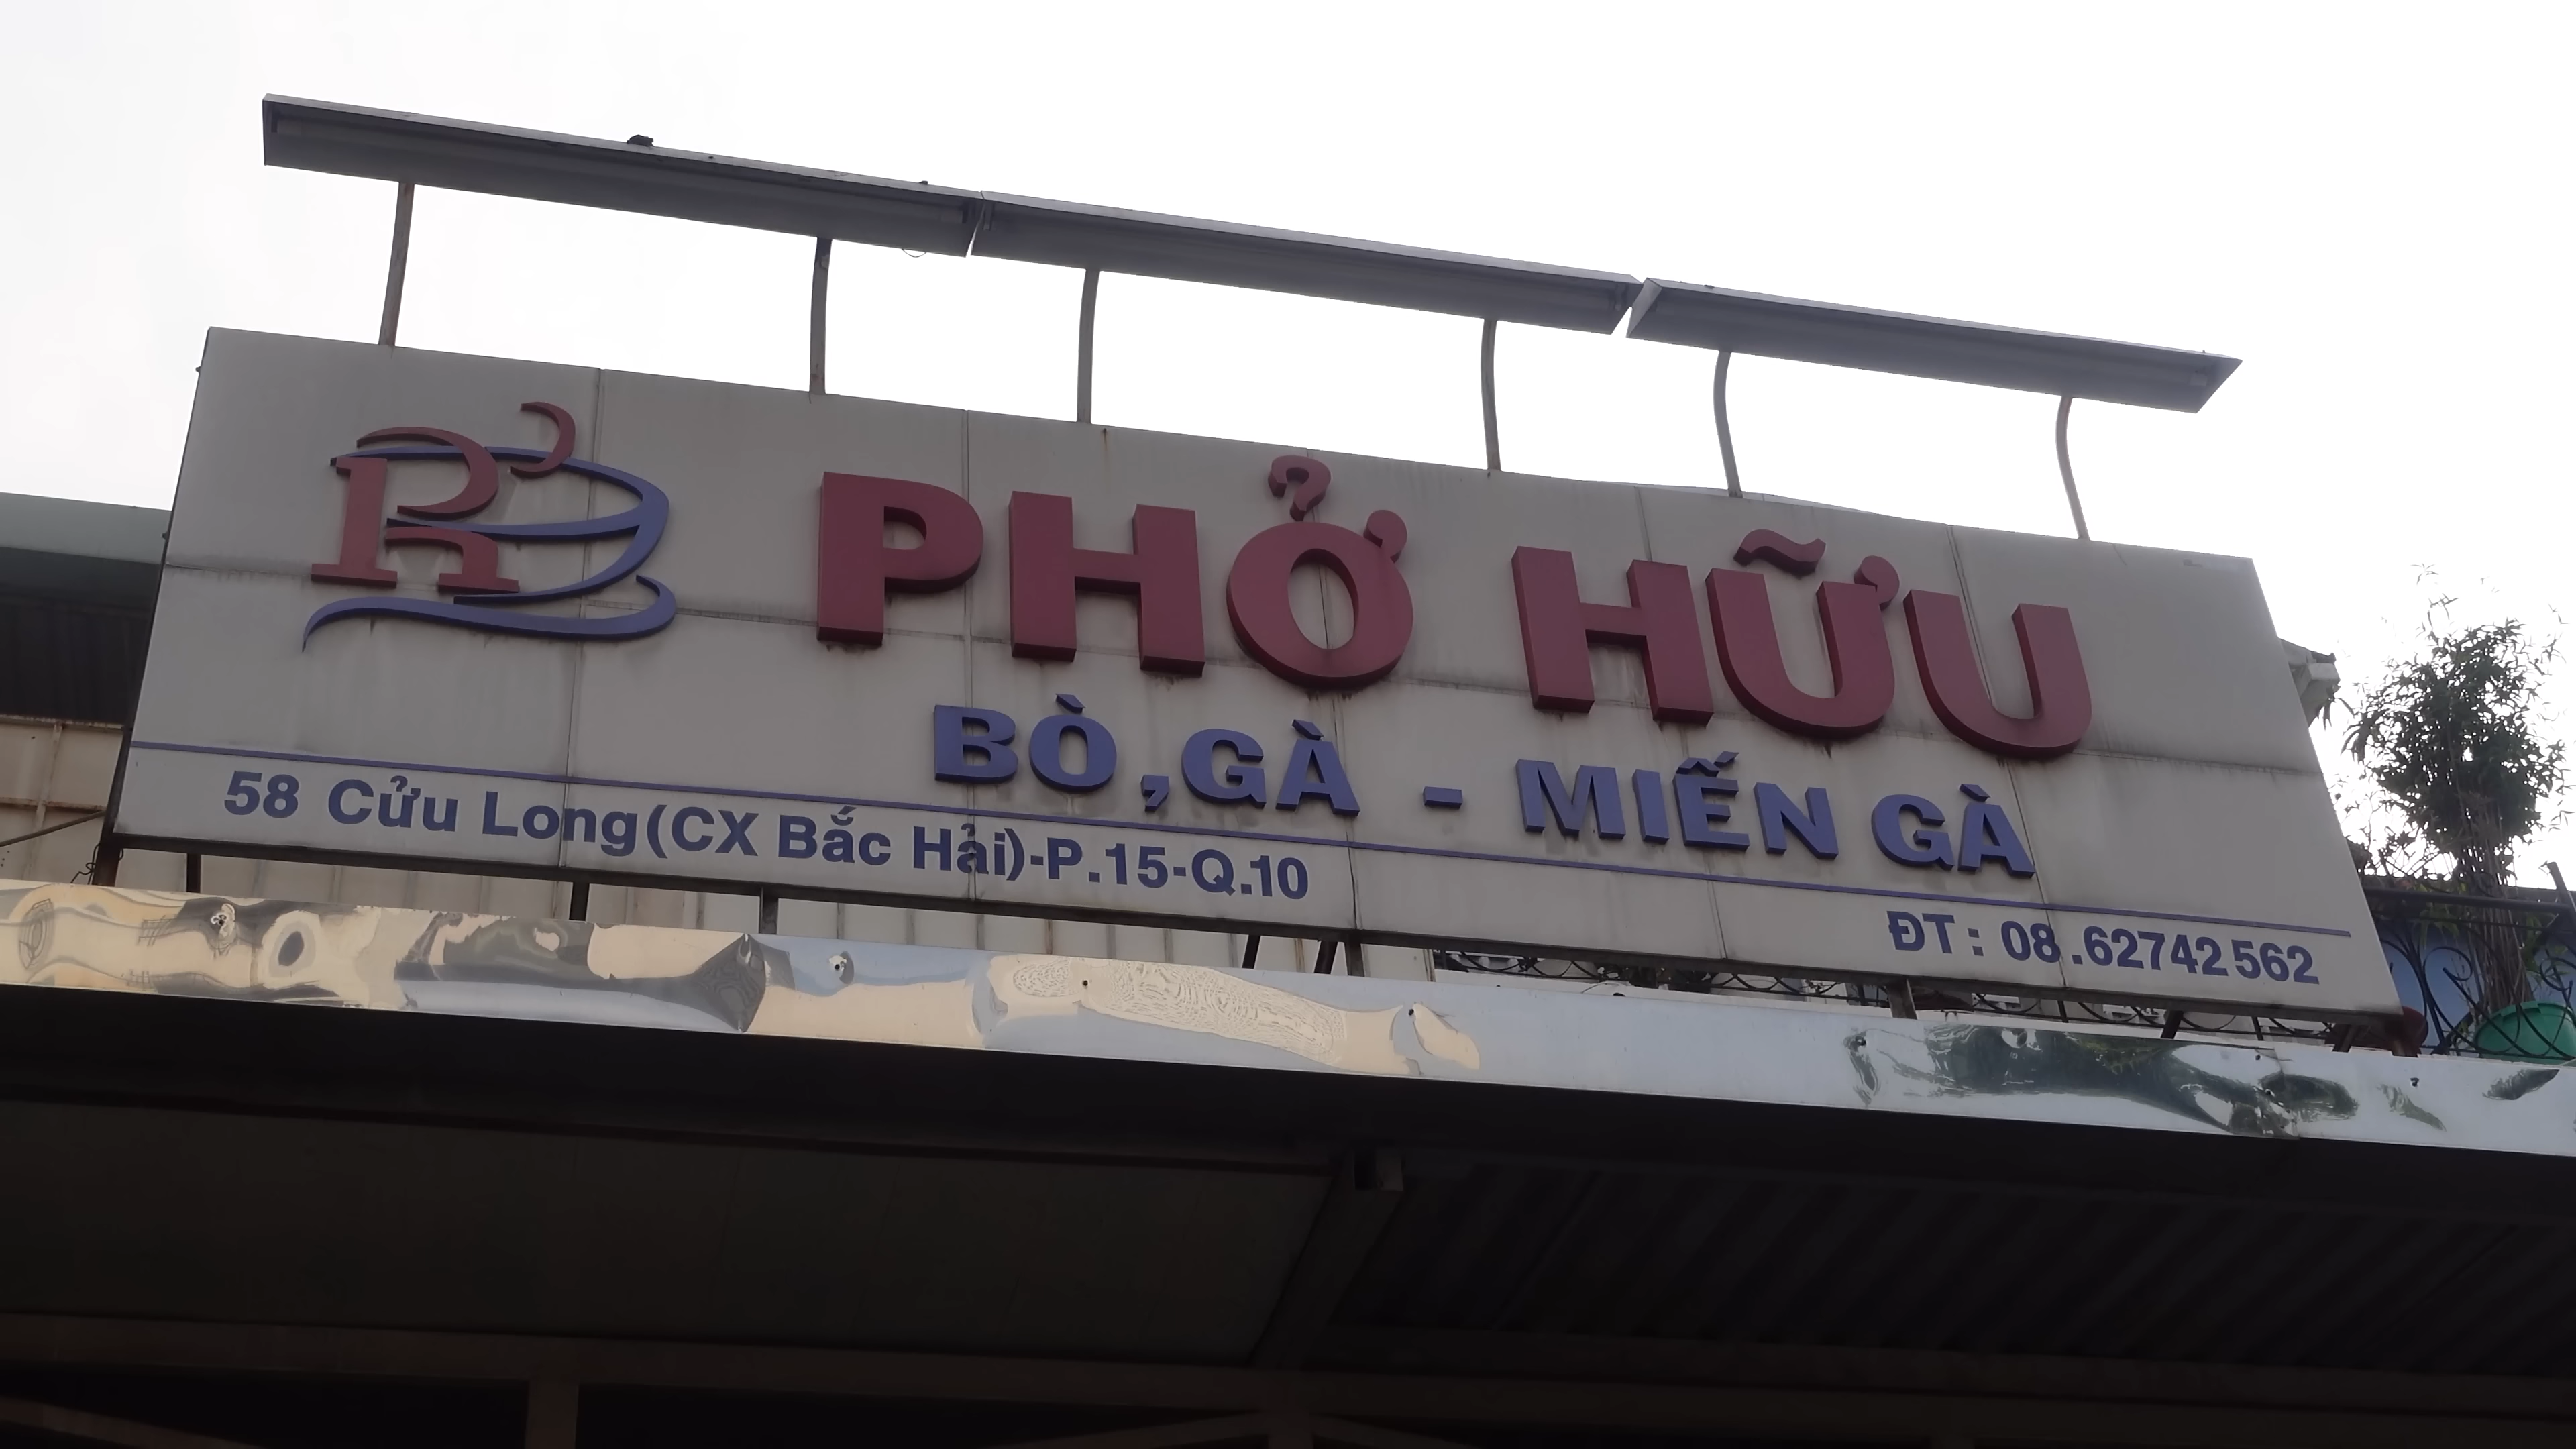 PHỞ HỮU
BÒ ,GÀ - MIẾN GÀ
58 Cửu Long(CX Bắc Hải)-P.15-Q.10
ĐT: 08.62742562